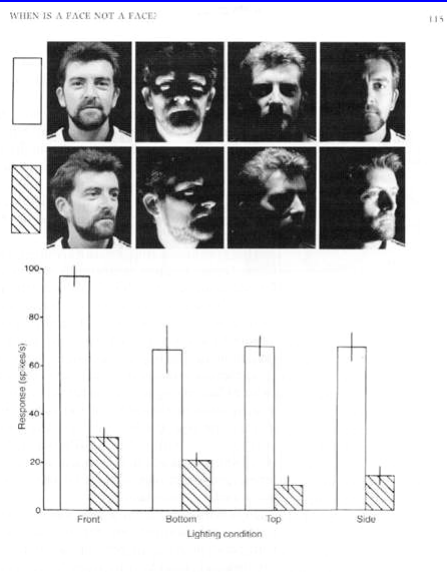 WHEN IS A FACE NOT A FACE?
115
100
80
60
40
20
0
Response (spikes/s)
Front Bottom Top Side
Lighting condition